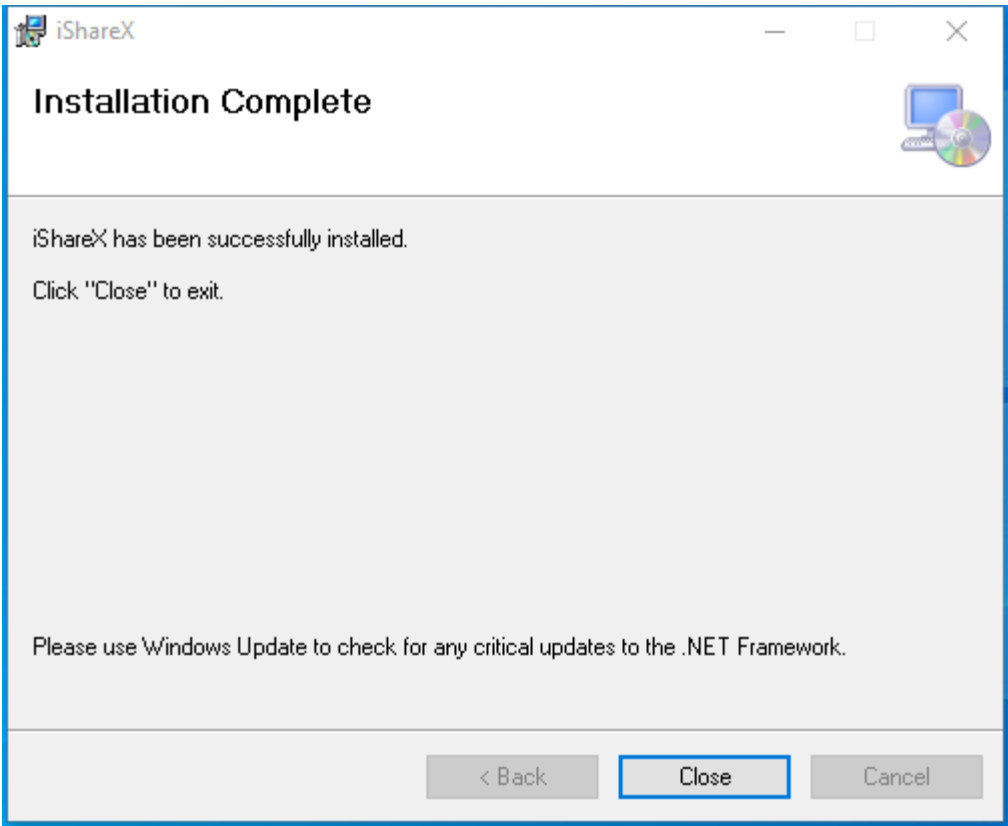 iShareX
Installation Complete
iShareX has been successfully installed.
Click "Close" to exit.
Please use Windows Update to check for any critical updates to the .NET Framework.
< Back
Close
Cancel